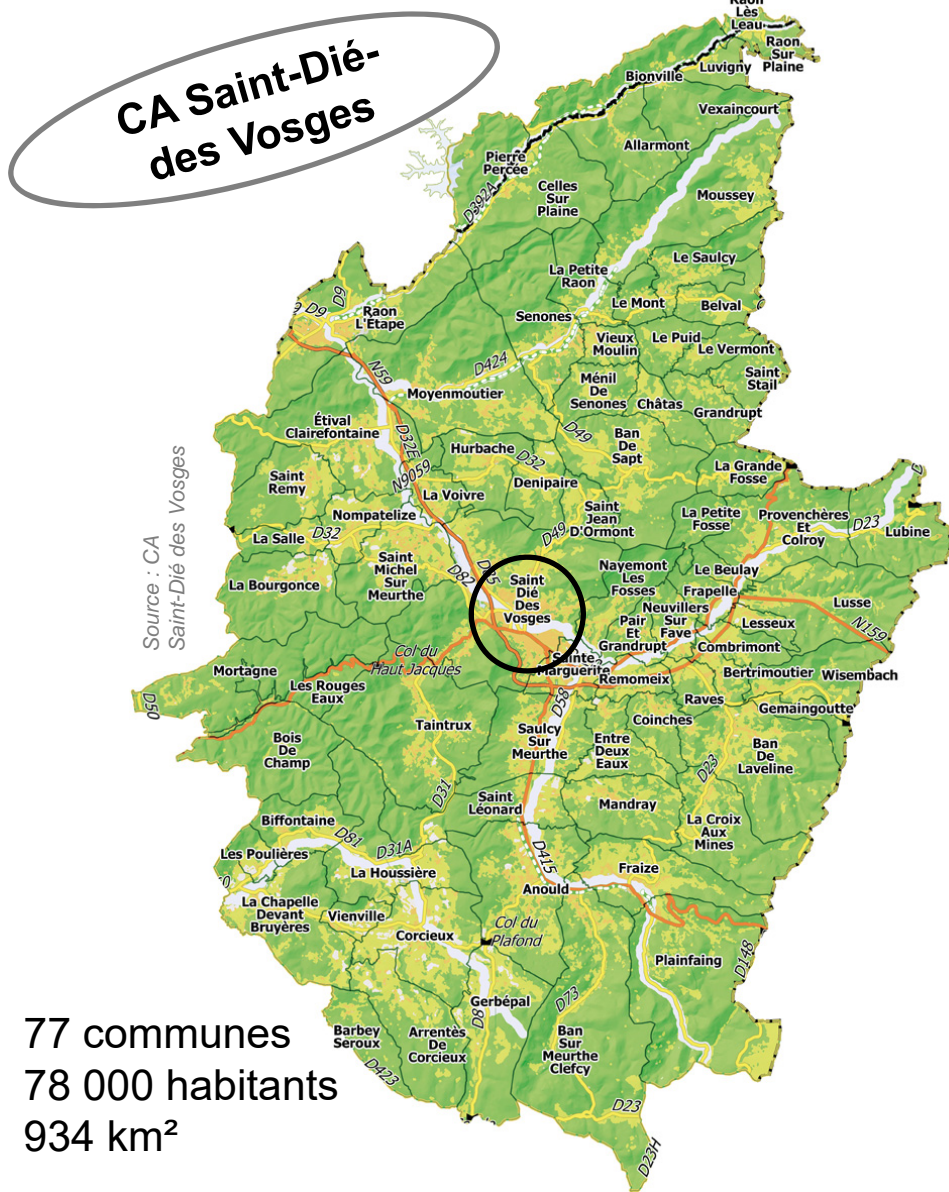 CA Saint-Dié-
des Vosges
Raon
Lès
Leau
Raon
Sur
Plaine
Luvigny
Bionville
Vexaincourt
Allarmont
Pierre
Percée
Celles
Sur
Plaine
D392A
Moussey
Le Saulcy
La Petite
Raon
Le Mont
Belval
D9
D9
Raon
L'Etape
Senones
Vieux
Moulin
Le Puid
Le Vermont
Saint
Stail
N59
D424
Moyenmoutier
Ménil
De
Senones
Châtas
Grandrupt
Étival
Clairefontaine
D32E
D49
Hurbache
D32
Ban
De
Sapt
La Grande
Fosse
Saint
Remy
N9059
La Voivre
Denipaire
Nompatelize
Saint
Jean
D'Ormont
La Petite
Fosse
Provenchères
Et
Colroy
D23
Lubine
La Salle
D32
D49
Saint
Michel
Sur
Meurthe
D82
Saint
Dié
Des
Vosges
Nayemont
Les
Fosses
Le Beulay
Frapelle
La Bourgonce
Neuvillers
Sur
Fave
Pair
Et
Grandrupt
Lusse
Lesseux
N159
Combrimont
Source : CA
Saint-Dié des Vosges
Col du
Haut Jacques
Sainte
Marguerite
Remomeix
Bertrimoutier
Wisembach
Mortagne
D50
Les Rouges
Eaux
D58
Raves
Gemaingoutte
Coinches
Taintrux
Saulcy
Sur
Meurthe
Entre
Deux
Eaux
Bois
De
Champ
Ban
De
Laveline
D23
D31
Saint
Léonard
Mandray
La Croix
Aux
Mines
Biffontaine
D81
D31A
Les Poulières
La Houssière
D415
Fraize
Anould
La Chapelle
Devant
Bruyères
Vienville
Corcieux
Col du
Plafond
Plainfaing
D148
Gerbépal
D8
D73
Barbey
Seroux
Arrentès
De
Corcieux
Ban
Sur
Meurthe
Clefcy
D423
D23
D23H
77 communes
78 000 habitants
934 km²